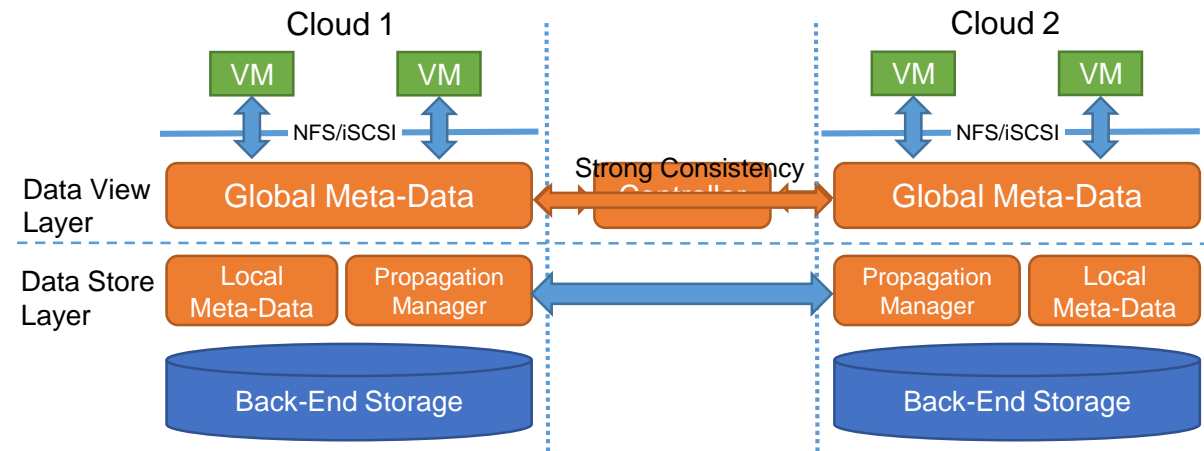 Cloud 1
Cloud 2
VM
VM
VM
VM
NFS/iSCSI
NFS/iSCSI
Strong Consistency
Data View
Layer
Global Meta-Data
Controller
Global Meta-Data
Data Store
Layer
Local
Meta-Data
Propagation
Manager
Propagation
Manager
Local
Meta-Data
Back-End Storage
Back-End Storage